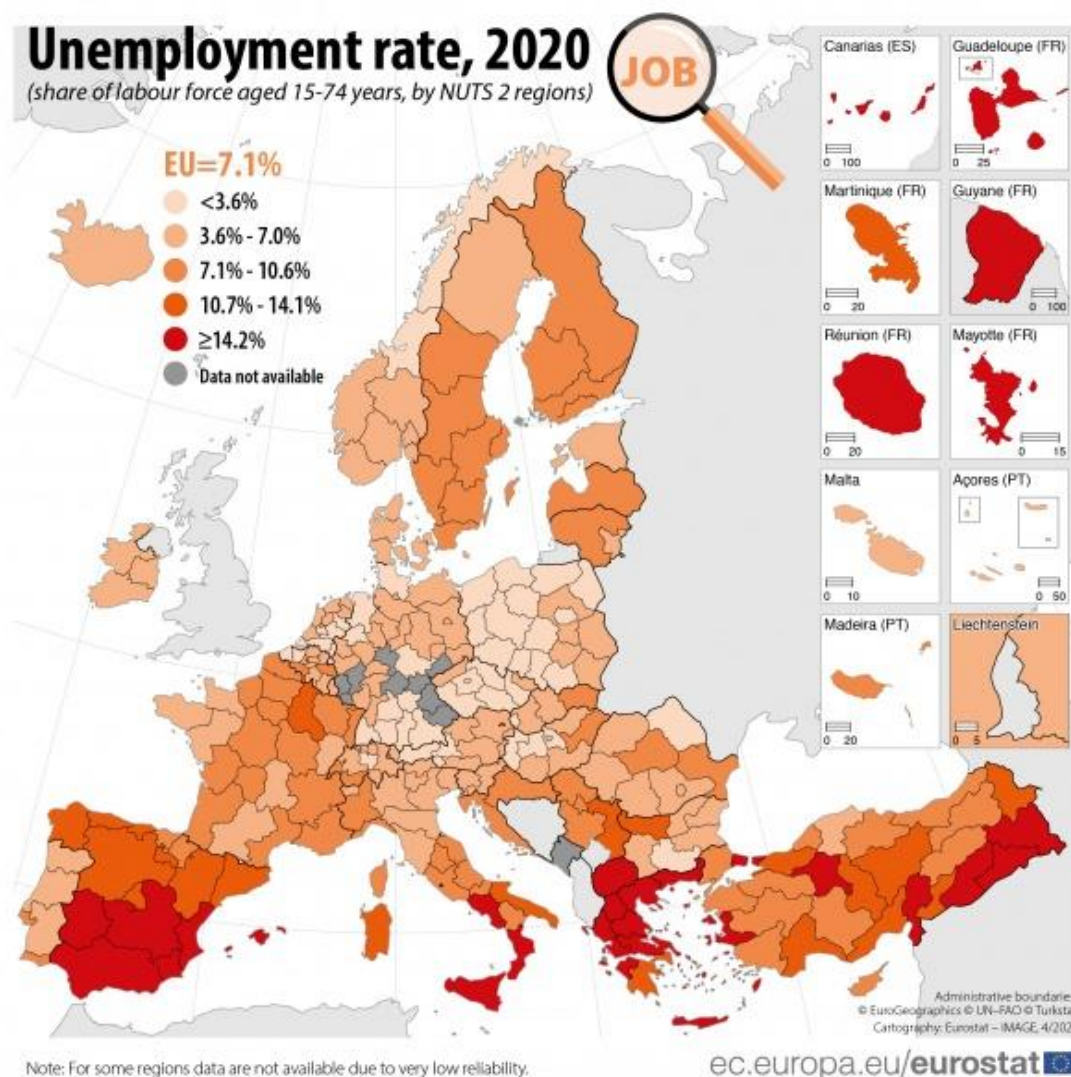 Unemployment rate, 2020
(share of labour force aged 15-74 years, by NUTS 2 regions)
JOB
EU=7.1%
<3.6%
3.6% - 7.0%
7.1% - 10.6%
10.7% - 14.1%
≥14.2%
Data not available
Canarias (ES)
0 100
Guadeloupe (FR)
0 25
Martinique (FR)
0 20
Guyane (FR)
0 100
Réunion (FR)
0 20
Mayotte (FR)
0 15
Malta
0 10
Açores (PT)
0 50
Madeira (PT)
0 20
Liechtenstein
0 5
Administrative boundarie
© EuroGeographics © UN–FAO © Turksta
Cartography: Eurostat – IMAGE, 4/202
Note: For some regions data are not available due to very low reliability.
ec.europa.eu/eurostat